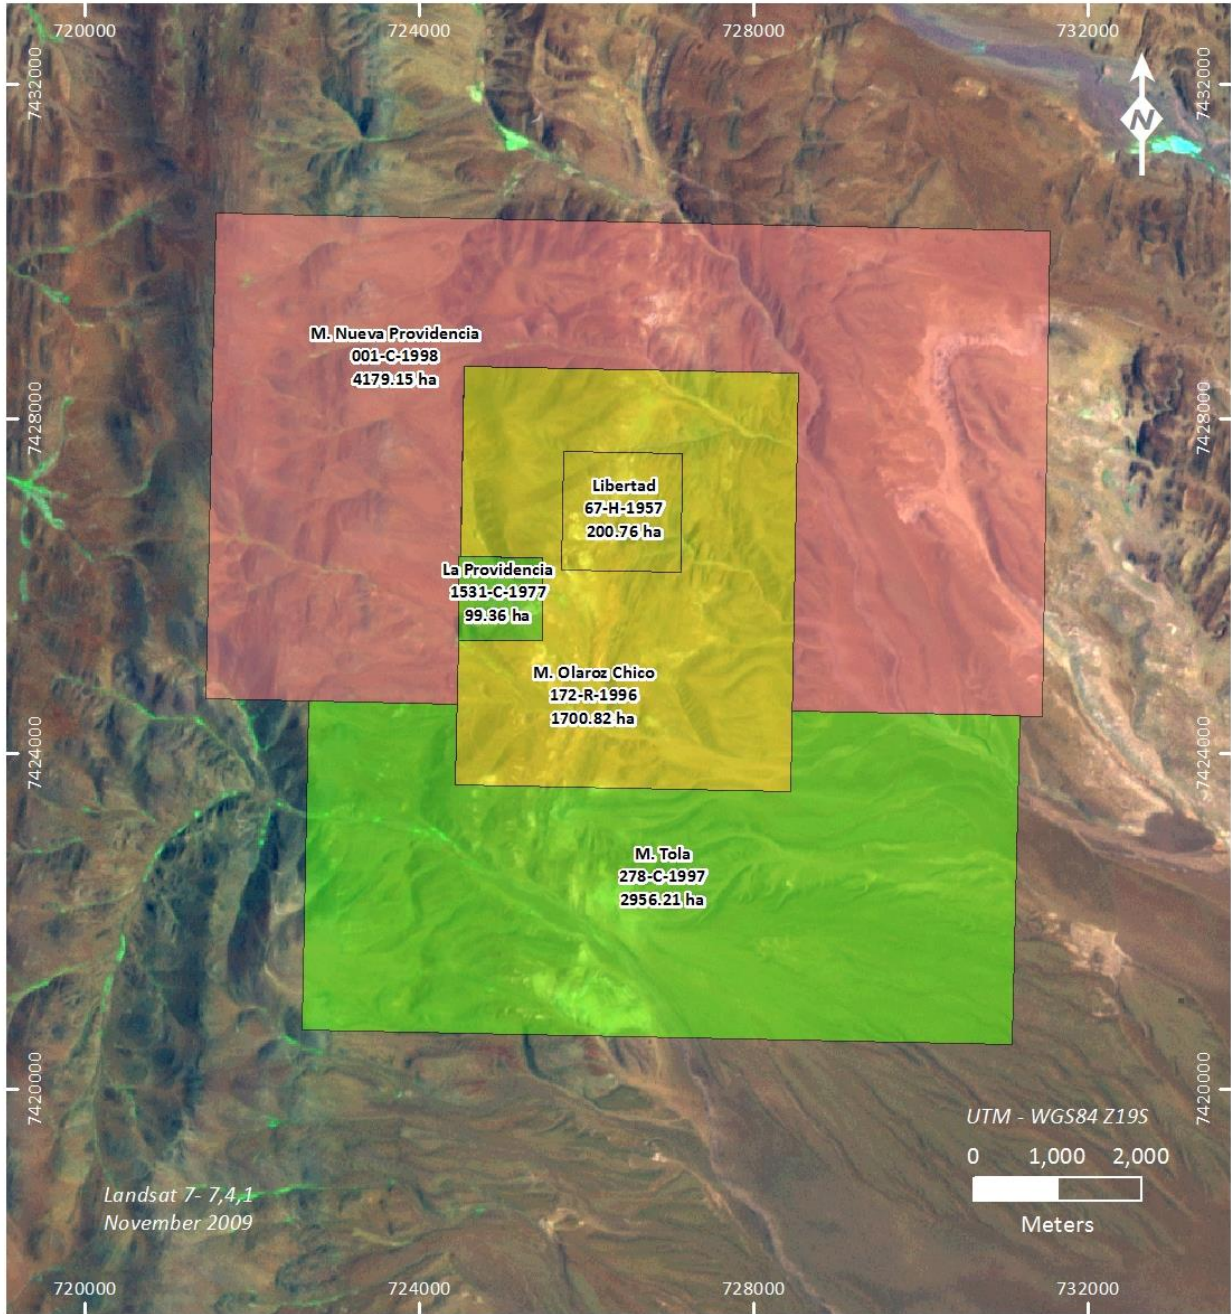 720000
724000
728000
732000
7432000
7432000
N
M. Nueva Providencia
001-C-1998
4179.15 ha
7428000
7428000
Libertad
67-H-1957
200.76 ha
La Providencia
1531-C-1977
99.36 ha
M. Olaroz Chico
172-R-1996
1700.82 ha
7424000
7424000
M. Tola
278-C-1997
2956.21 ha
7420000
7420000
UTM - WGS84 Z19S
0 1,000 2,000
Meters
Landsat 7- 7,4,1
November 2009
720000
724000
728000
732000